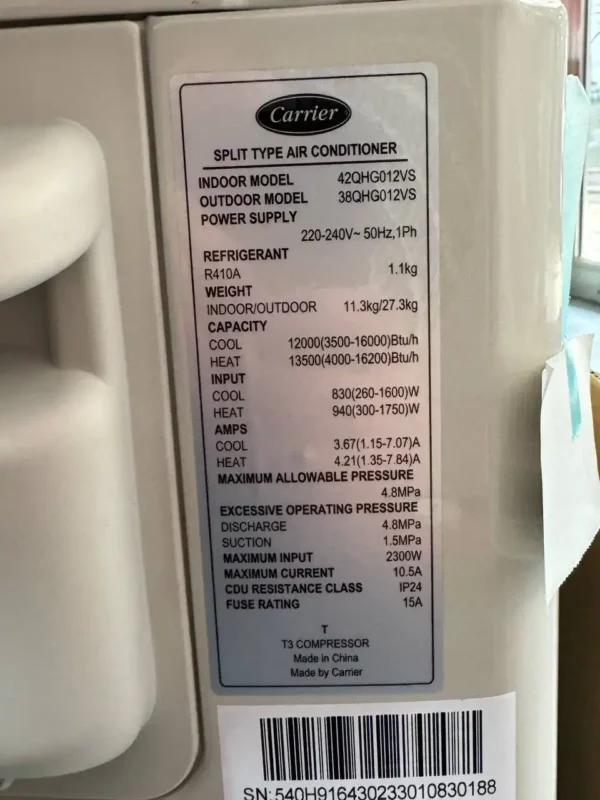 Carrier
SPLIT TYPE AIR CONDITIONER
INDOOR MODEL 42QHG012VS
OUTDOOR MODEL 38QHG012VS
POWER SUPPLY
220-240V~ 50Hz,1Ph
REFRIGERANT
R410A 1.1kg
WEIGHT
INDOOR/OUTDOOR 11.3kg/27.3kg
CAPACITY
COOL 12000(3500-16000)Btu/h
HEAT 13500(4000-16200)Btu/h
INPUT
COOL 830(260-1600)W
HEAT 940(300-1750)W
AMPS
COOL 3.67(1.15-7.07)A
HEAT 4.21(1.35-7.84)A
MAXIMUM ALLOWABLE PRESSURE
4.8MPa
EXCESSIVE OPERATING PRESSURE
DISCHARGE 4.8MPa
SUCTION 1.5MPa
MAXIMUM INPUT 2300W
MAXIMUM CURRENT 10.5A
CDU RESISTANCE CLASS IP24
FUSE RATING 15A
T
T3 COMPRESSOR
Made in China
Made by Carrier
SN:540H916430233010830188